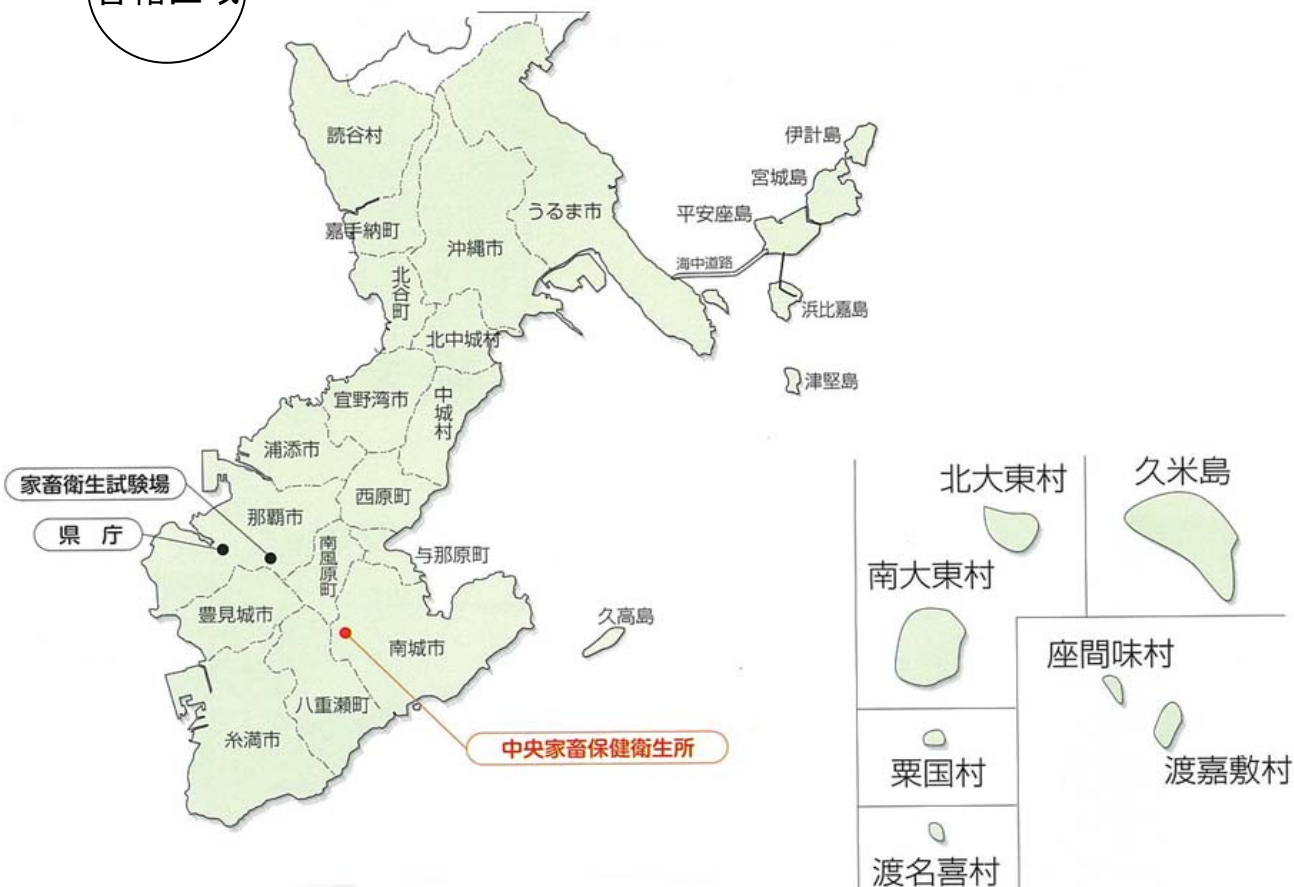 管轄区域
読谷村
伊計島
宮城島
平安座島
うるま市
嘉手納町
沖縄市
海中道路
北谷町
浜比嘉島
北中城村
津堅島
宜野湾市
中城村
浦添市
家畜衛生試験場
西原町
那覇市
県 庁
南風原町
与那原町
豊見城市
久高島
南城市
八重瀬町
糸満市
中央家畜保健衛生所
北大東村
久米島
南大東村
座間味村
粟国村
渡嘉敷村
渡名喜村